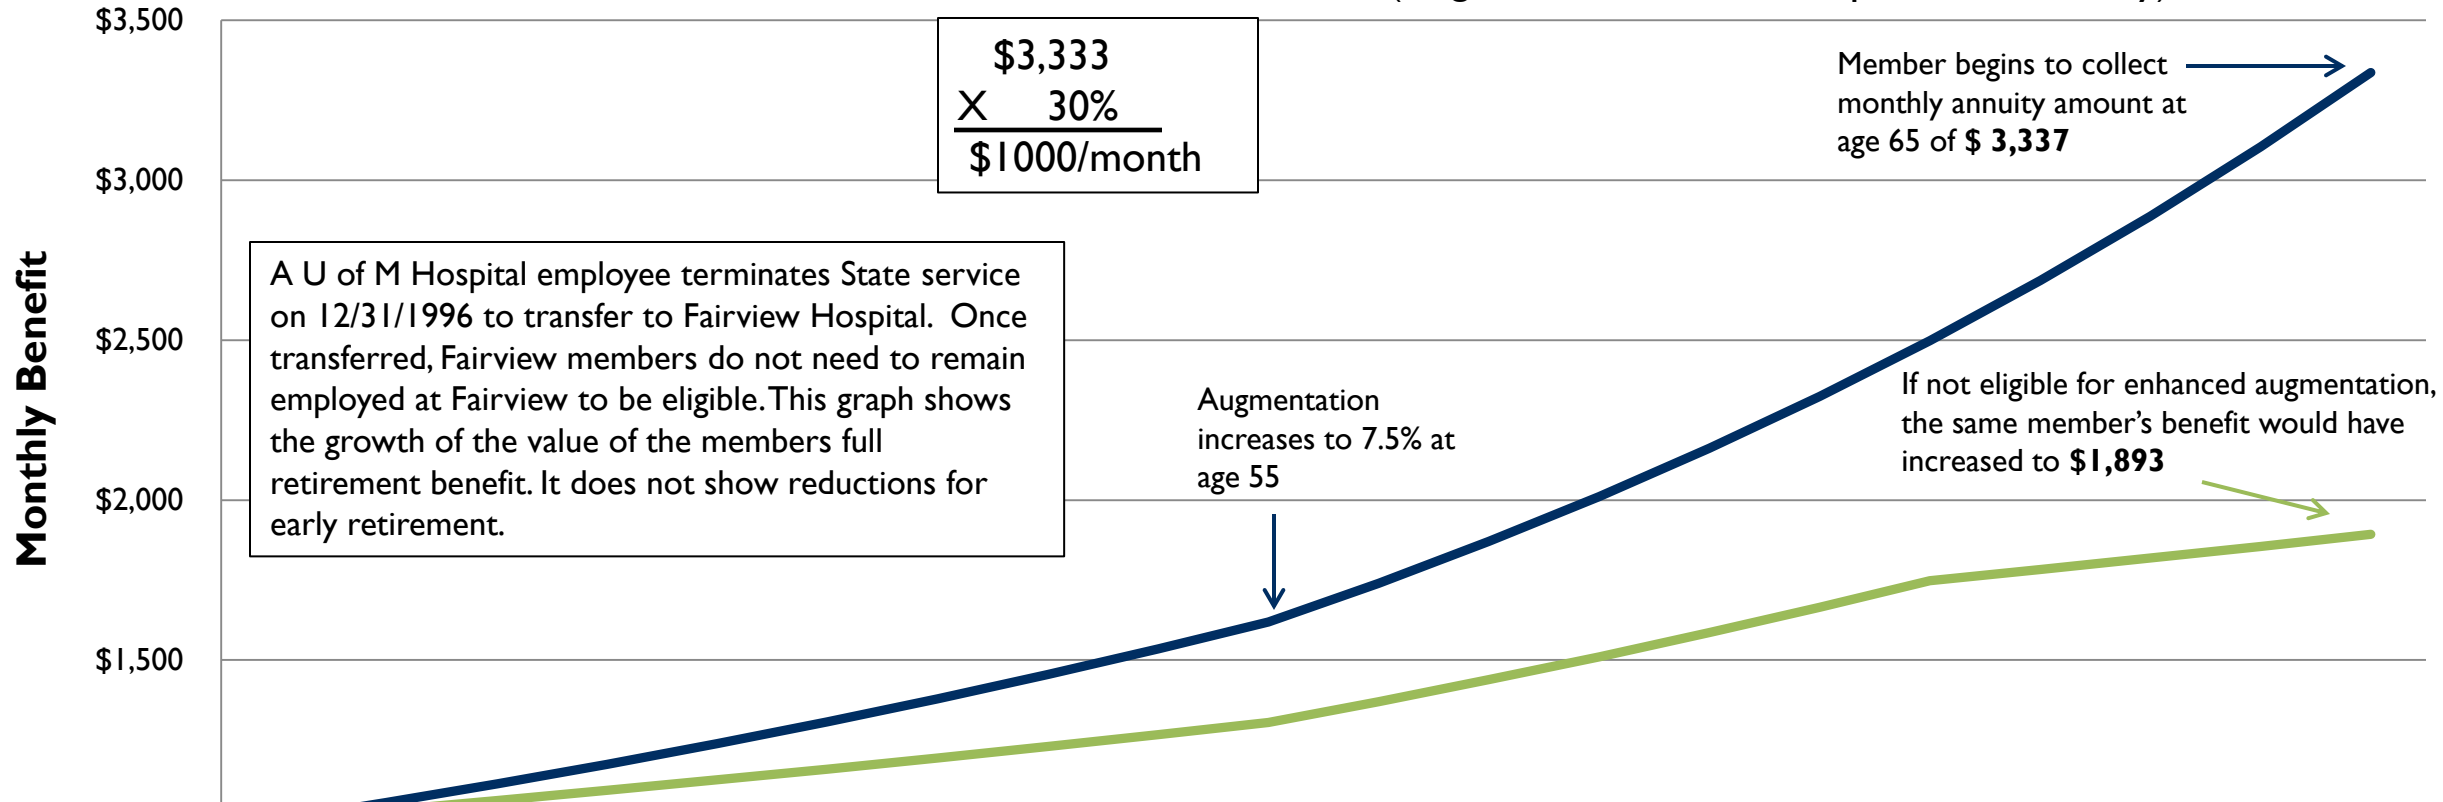 $3,500
$3,000
$2,500
$2,000
$1,500
Monthly Benefit
$3,333
X 30%
$1000/month
A U of M Hospital employee terminates State service
on 12/31/1996 to transfer to Fairview Hospital. Once
transferred, Fairview members do not need to remain
employed at Fairview to be eligible. This graph shows
the growth of the value of the members full
retirement benefit. It does not show reductions for
early retirement.
Augmentation
increases to 7.5% at
age 55
Member begins to collect
monthly annuity amount at
age 65 of $ 3,337
If not eligible for enhanced augmentation,
the same member’s benefit would have
increased to $1,893